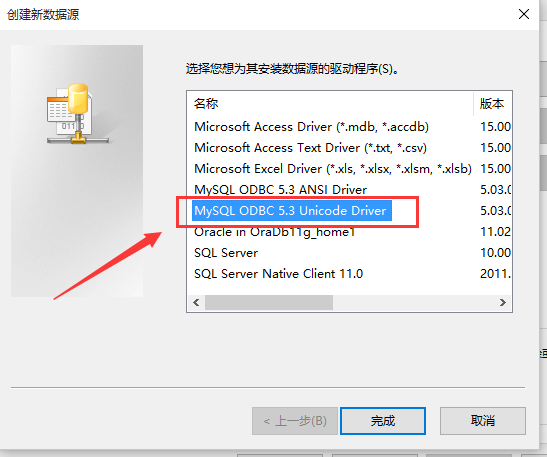 创建新数据源
选择您想为其安装数据源的驱动程序(S)。
名称 版本
Microsoft Access Driver (*.mdb, *.accdb) 15.00
Microsoft Access Text Driver (*.txt, *.csv) 15.00
Microsoft Excel Driver (*.xls, *.xlsx, *.xlsm, *.xlsb) 15.00
MySQL ODBC 5.3 ANSI Driver 5.03.0
MySQL ODBC 5.3 Unicode Driver 5.03.0
Oracle in OraDb11g_home1 11.02
SQL Server 10.00
SQL Server Native Client 11.0 2011.
< 上一步(B) 完成 取消